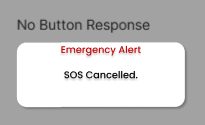 No Button Response
Emergency Alert
SOS Cancelled.